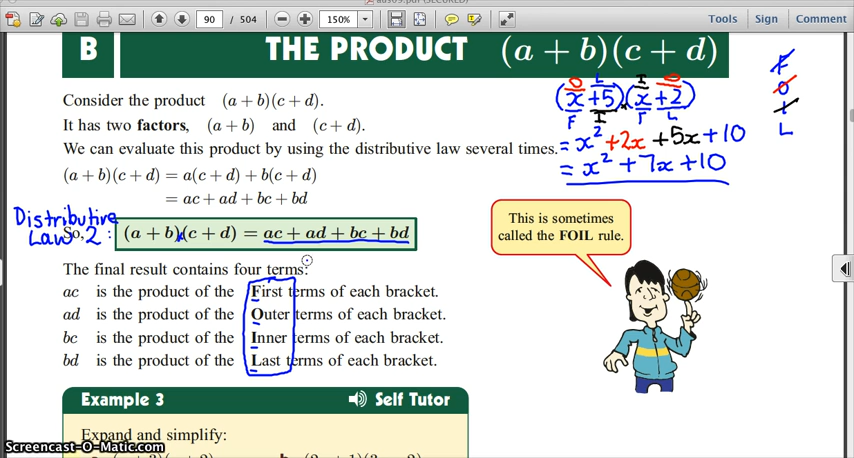 aus09.pdf (SECURED)
90 / 504
150%
Tools
Sign
Comment
B THE PRODUCT (a + b)(c + d)
Consider the product (a + b)(c + d).
It has two factors, (a + b) and (c + d).
We can evaluate this product by using the distributive law several times.
(a + b)(c + d) = a(c + d) + b(c + d)
= ac + ad + bc + bd
Distributive
Law 2 :
So, (a + b)(c + d) = ac + ad + bc + bd
The final result contains four terms:
ac is the product of the First terms of each bracket.
ad is the product of the Outer terms of each bracket.
bc is the product of the Inner terms of each bracket.
bd is the product of the Last terms of each bracket.
Example 3
Self Tutor
Expand and simplify:
O L I O
(x +5)(x +2)
F I F L
= x² +2x +5x +10
= x² + 7x + 10
F
O
I
L
This is sometimes
called the FOIL rule.
Screencast-O-Matic.com